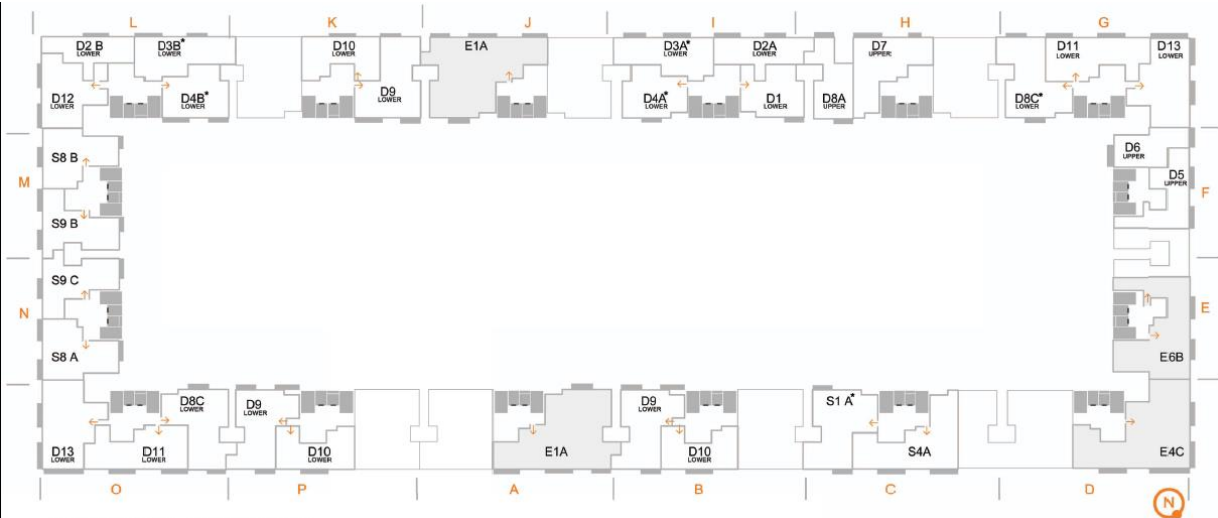 L
K
J
I
H
G
D2 B
LOWER
D3B*
LOWER
D10
LOWER
E1A
D3A*
LOWER
D2A
LOWER
D7
UPPER
D11
LOWER
D13
LOWER
D12
LOWER
D4B*
LOWER
D9
LOWER
D4A*
LOWER
D1
LOWER
D8A
UPPER
D8C*
LOWER
M
S8 B
D6
UPPER
D5
UIPPER
F
S9 B
N
S9 C
E
S8 A
E6B
D8C
LOWER
D9
LOWER
D9
LOWER
S1 A*
D13
LOWER
D11
LOWER
D10
LOWER
E1A
D10
LOWER
S4A
E4C
O
P
A
B
C
D
N